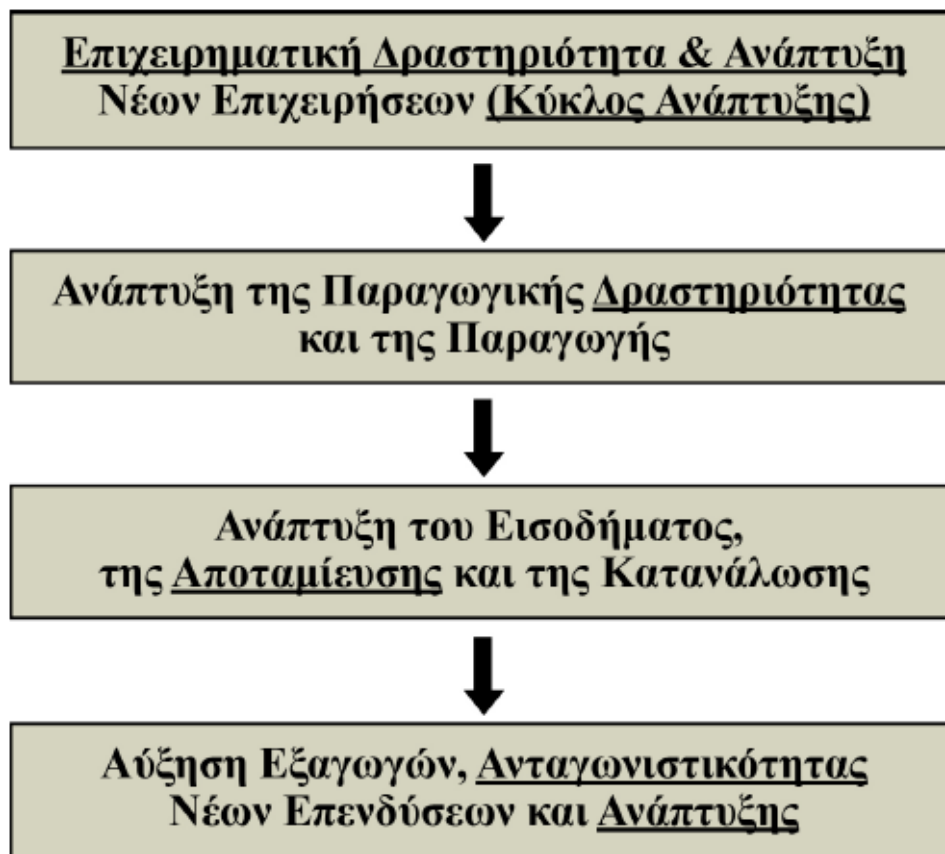 Επιχειρηματική Δραστηριότητα & Ανάπτυξη
Νέων Επιχειρήσεων (Κύκλος Ανάπτυξης)
Ανάπτυξη της Παραγωγικής Δραστηριότητας
και της Παραγωγής
Ανάπτυξη του Εισοδήματος,
της Αποταμίευσης και της Κατανάλωσης
Αύξηση Εξαγωγών, Ανταγωνιστικότητας
Νέων Επενδύσεων και Ανάπτυξης